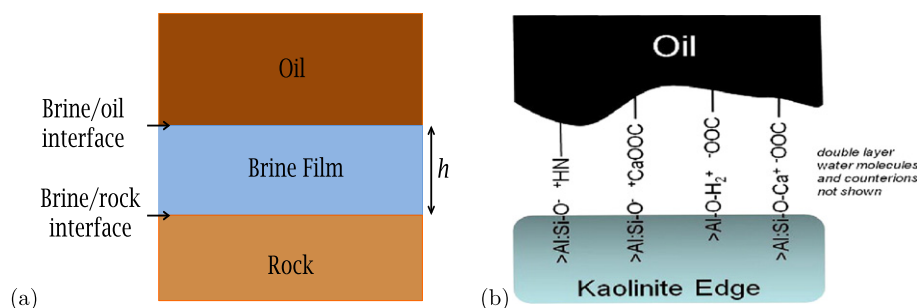 Oil
Brine/oil
interface
Brine Film
h
Brine/rock
interface
Rock
(a)
Oil
>Al:Si-O⁻ ⁺HN
>Al:Si-O⁻ ⁺CaOOC
>Al-O-H₂⁺ ⁻OOC
>Al:Si-O-Ca⁺ ⁻OOC
double layer
water molecules
and counterions
not shown
Kaolinite Edge
(b)